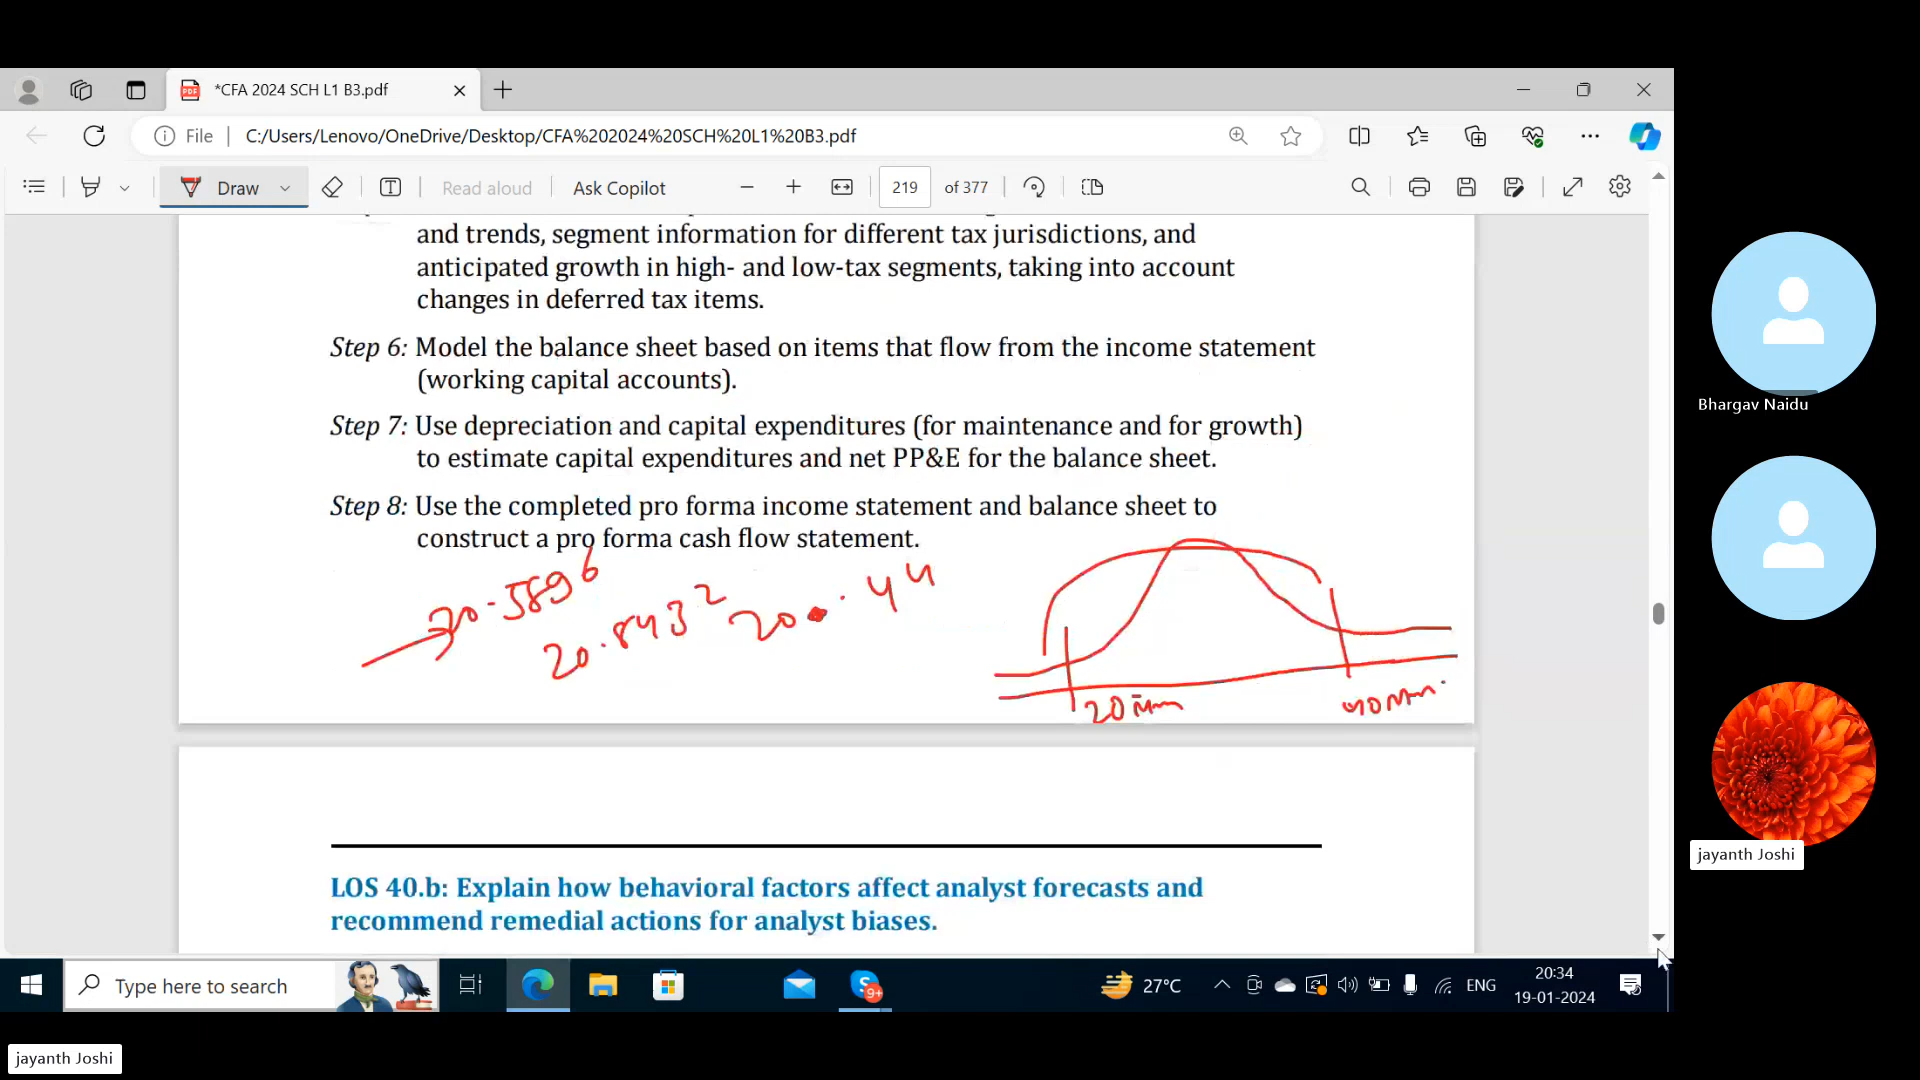 *CFA 2024 SCH L1 B3.pdf
File
C:/Users/Lenovo/OneDrive/Desktop/CFA%202024%20SCH%20L1%20B3.pdf
Draw
Read aloud
Ask Copilot
219 of 377
and trends, segment information for different tax jurisdictions, and
anticipated growth in high- and low-tax segments, taking into account
changes in deferred tax items.
Step 6: Model the balance sheet based on items that flow from the income statement
(working capital accounts).
Step 7: Use depreciation and capital expenditures (for maintenance and for growth)
to estimate capital expenditures and net PP&E for the balance sheet.
Step 8: Use the completed pro forma income statement and balance sheet to
construct a pro forma cash flow statement.
20.5896
20.8432
20.44
20
LOS 40.b: Explain how behavioral factors affect analyst forecasts and
recommend remedial actions for analyst biases.
Bhargav Naidu
jayanth Joshi
Type here to search
9+
27°C
ENG
20:34
19-01-2024
jayanth Joshi